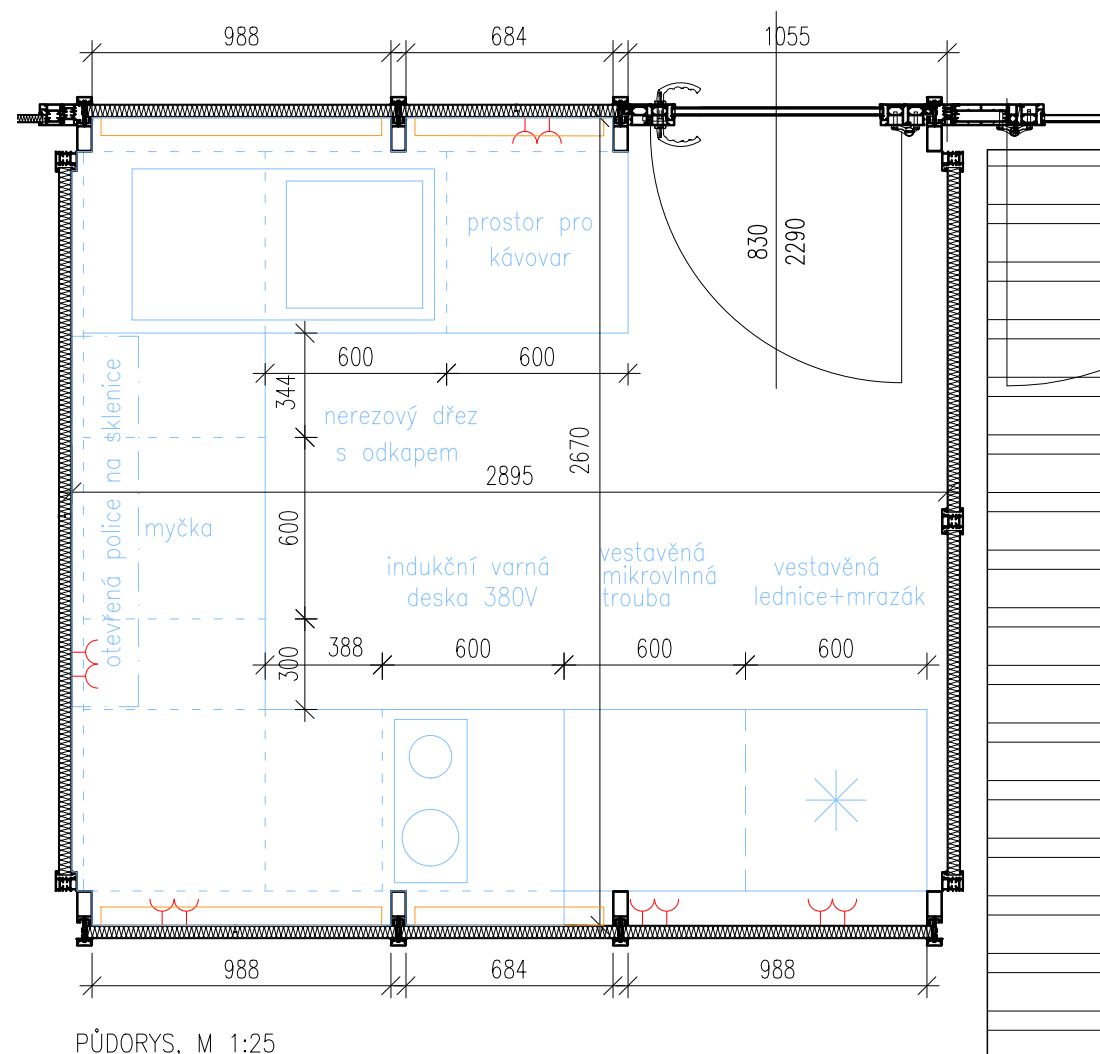 988
684
1055
prostor pro
kávovar
830
2290
600
600
344
otevřená police na sklenice
nerezový dřez
s odkapem
2670
2895
myčka
600
indukční varná
deska 380V
vestavěná
mikrovlnná
trouba
vestavěná
lednice+mrazák
300
388
600
600
600
988
684
988
PŮDORYS, M 1:25